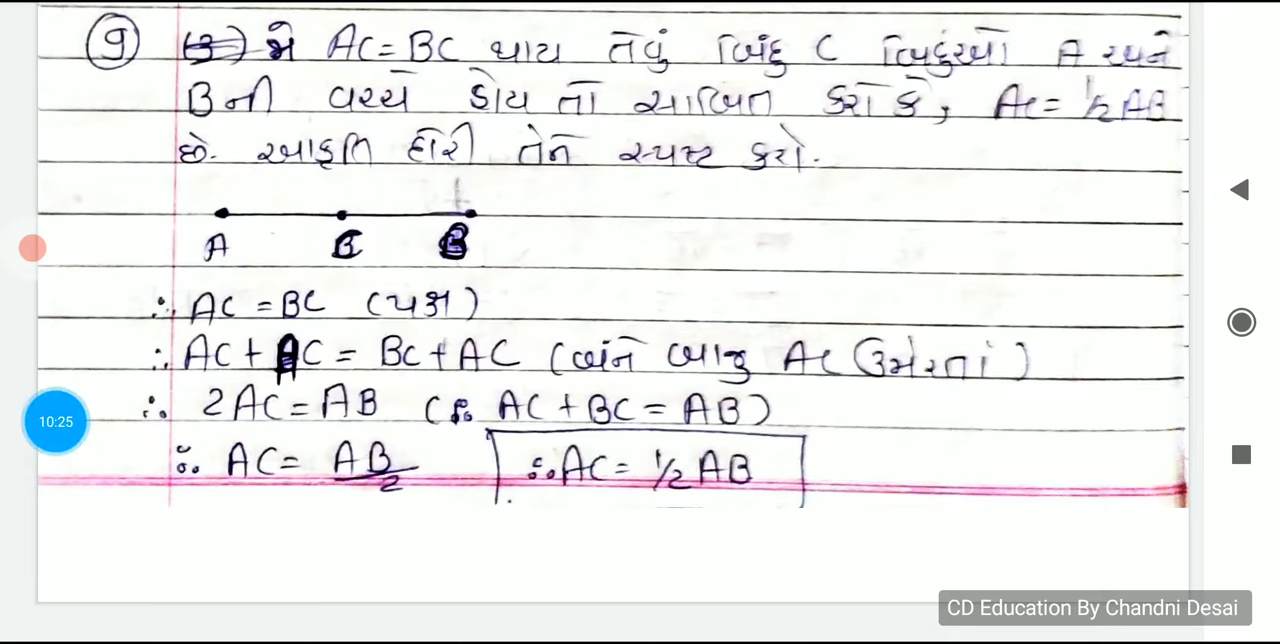 9 જો AC = BC થાય તેવું બિંદુ C બિંદુઓ A અને
Bની વચ્ચે હોય તો સાબિત કરો કે, AC = 1/2 AB
છે. આકૃતિ દોરી તેને સ્પષ્ટ કરો.
A C B
∴ AC = BC (પક્ષ)
∴ AC + AC = BC + AC (બંને બાજુ AC ઉમેરતાં)
∴ 2AC = AB (∵ AC + BC = AB)
∴ AC = AB/2 ∴ AC = 1/2 AB
10:25
CD Education By Chandni Desai